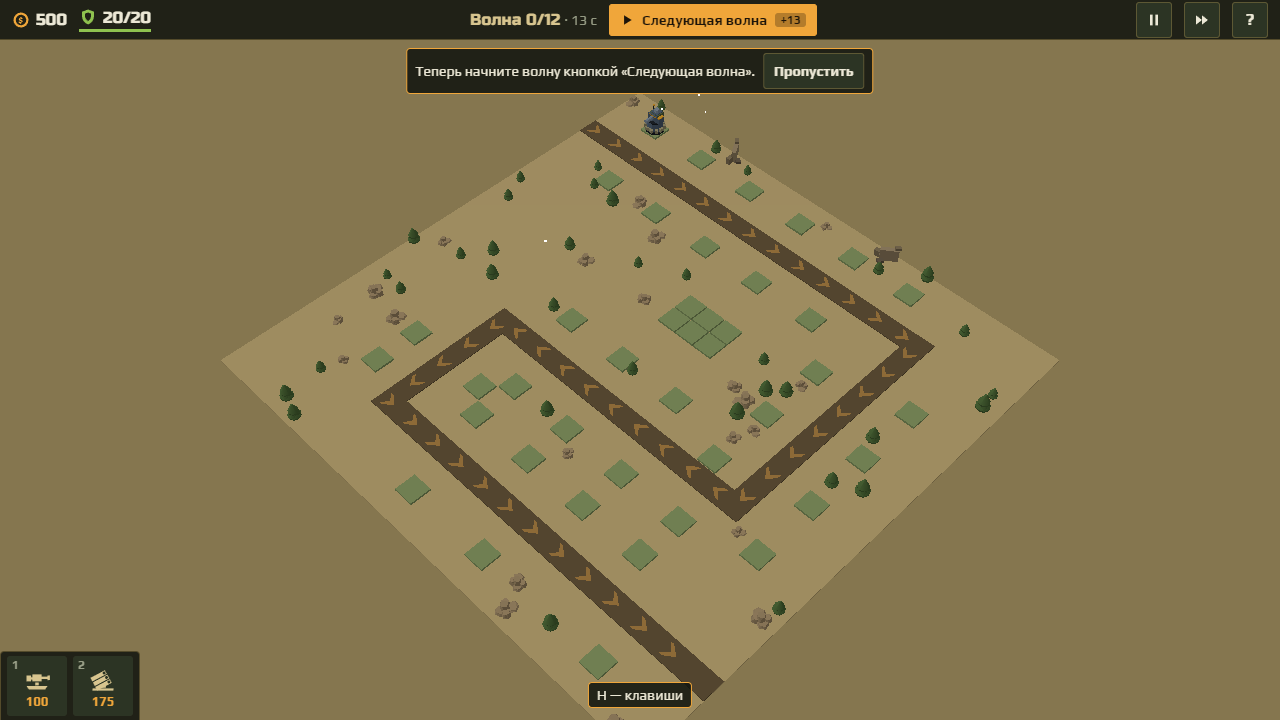 500
20/20
Волна 0/12 · 13 с
Следующая волна +13
?
Теперь начните волну кнопкой «Следующая волна».
Пропустить
1
100
2
175
H — клавиши